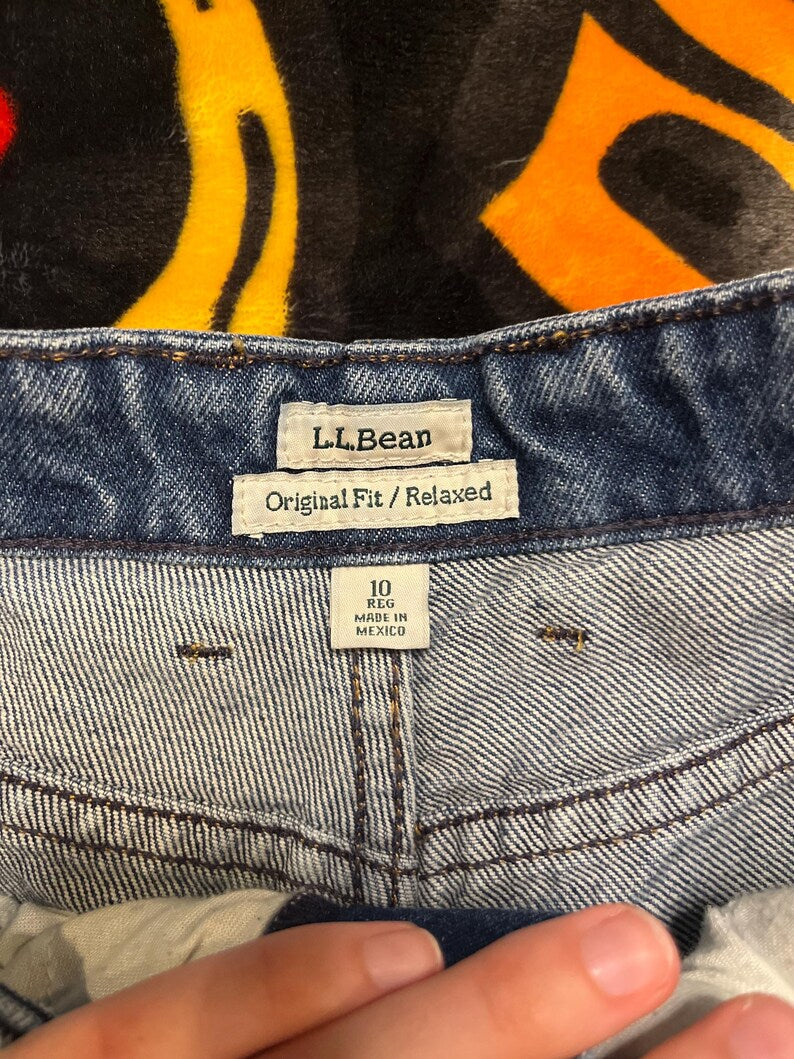 L.L.Bean
Original Fit / Relaxed
10
REG
MADE IN
MEXICO